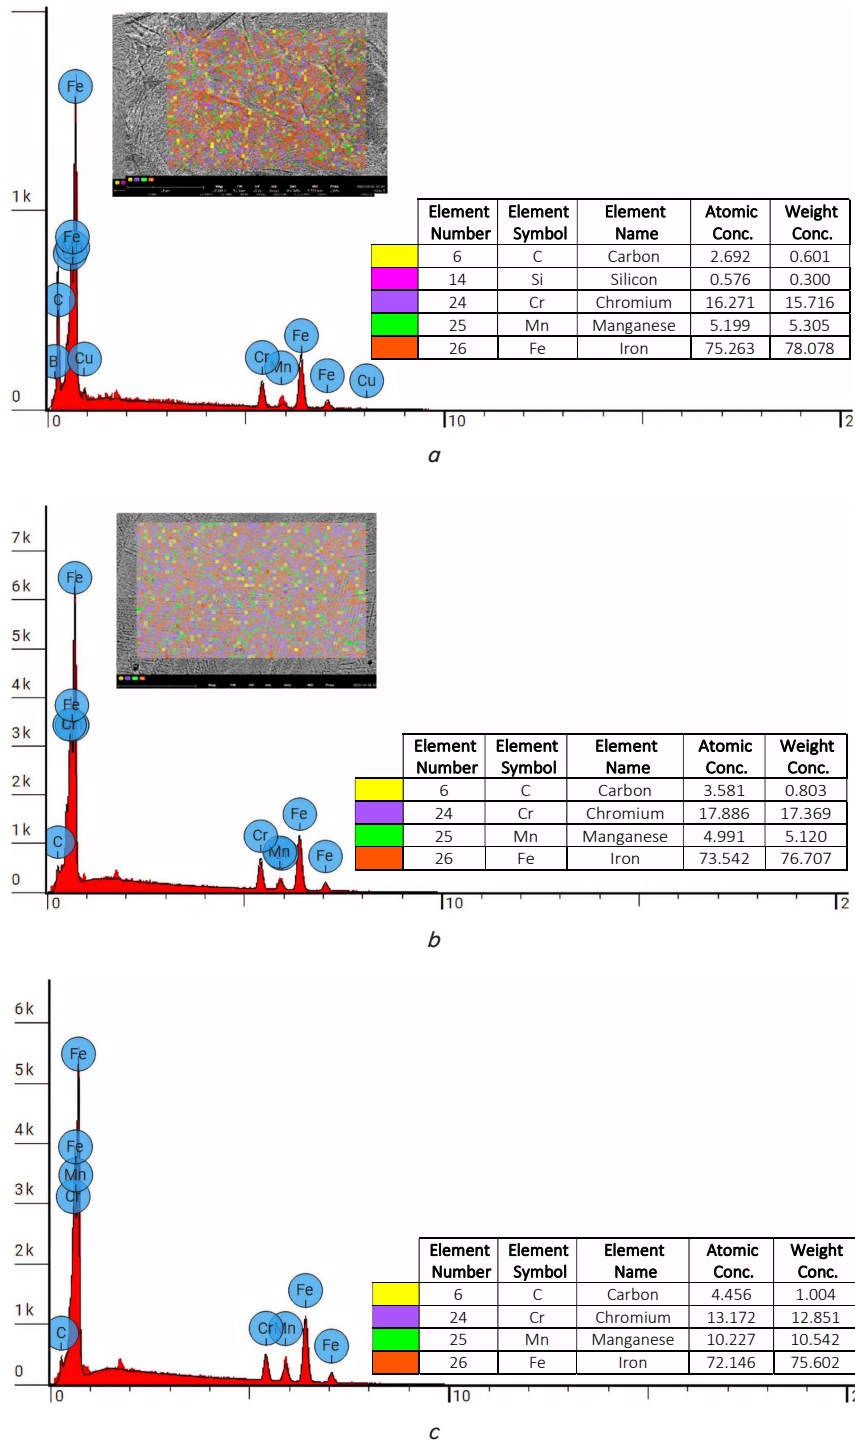 Fe
1k
Fe
C
B
Cu
Cr
Mn
Fe
Fe
Cu
0
0
10
2
Element Number Element Symbol Element Name Atomic Conc. Weight Conc.
6 C Carbon 2.692 0.601
14 Si Silicon 0.576 0.300
24 Cr Chromium 16.271 15.716
25 Mn Manganese 5.199 5.305
26 Fe Iron 75.263 78.078
a
7k
6k
5k
4k
3k
2k
1k
0
Fe
Fe
Cr
C
Cr
Mn
Fe
Fe
0
10
2
Element Number Element Symbol Element Name Atomic Conc. Weight Conc.
6 C Carbon 3.581 0.803
24 Cr Chromium 17.886 17.369
25 Mn Manganese 4.991 5.120
26 Fe Iron 73.542 76.707
b
6k
5k
4k
3k
2k
1k
0
Fe
Fe
Mn
Cr
C
Cr
Mn
Fe
Fe
0
10
2
Element Number Element Symbol Element Name Atomic Conc. Weight Conc.
6 C Carbon 4.456 1.004
24 Cr Chromium 13.172 12.851
25 Mn Manganese 10.227 10.542
26 Fe Iron 72.146 75.602
c